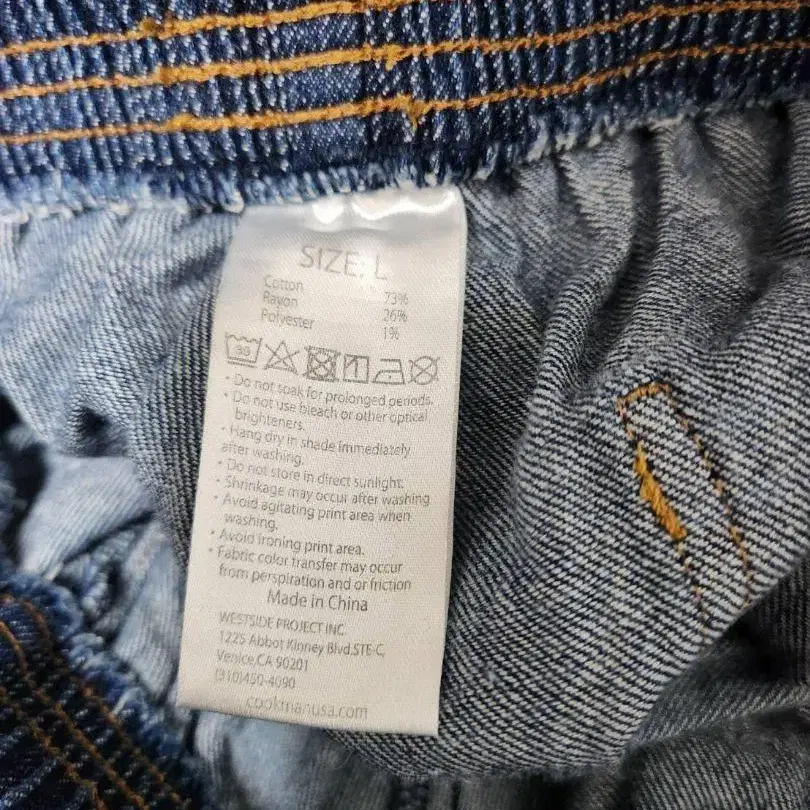 SIZE: L
Cotton 73%
Rayon 26%
Polyester 1%
• Do not soak for prolonged periods.
• Do not use bleach or other optical
brighteners.
• Hang dry in shade immediately
after washing.
• Do not store in direct sunlight.
• Shrinkage may occur after washing
• Avoid agitating print area when
washing.
• Avoid ironing print area.
• Fabric color transfer may occur
from perspiration and or friction
Made in China
WESTSIDE PROJECT INC.
1225 Abbot Kinney Blvd.STE-C,
Venice,CA 90201
(310)450-4090
cookmanusa.com